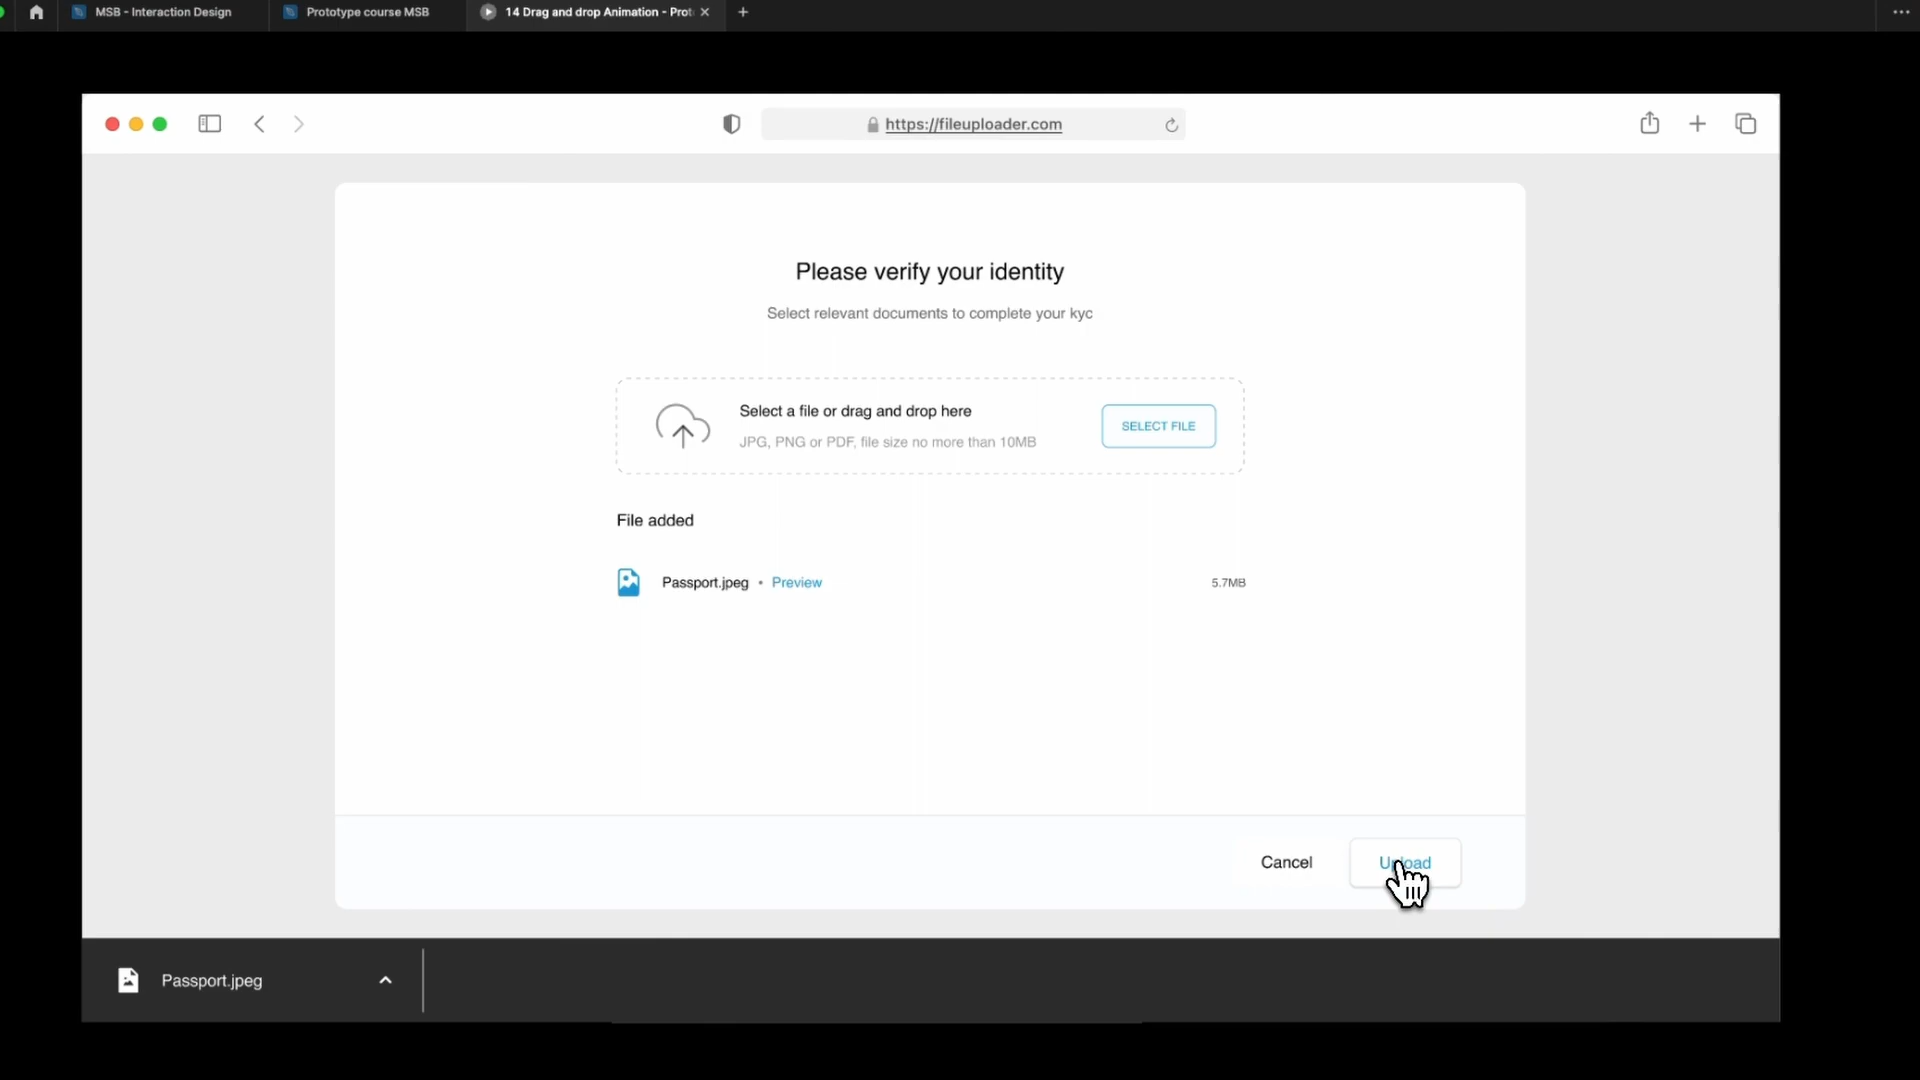 MSB - Interaction Design
Prototype course MSB
14 Drag and drop Animation - Prot
https://fileuploader.com
Please verify your identity
Select relevant documents to complete your kyc
Select a file or drag and drop here
JPG, PNG or PDF, file size no more than 10MB
SELECT FILE
File added
Passport.jpeg • Preview
5.7MB
Cancel
Upload
Passport.jpeg